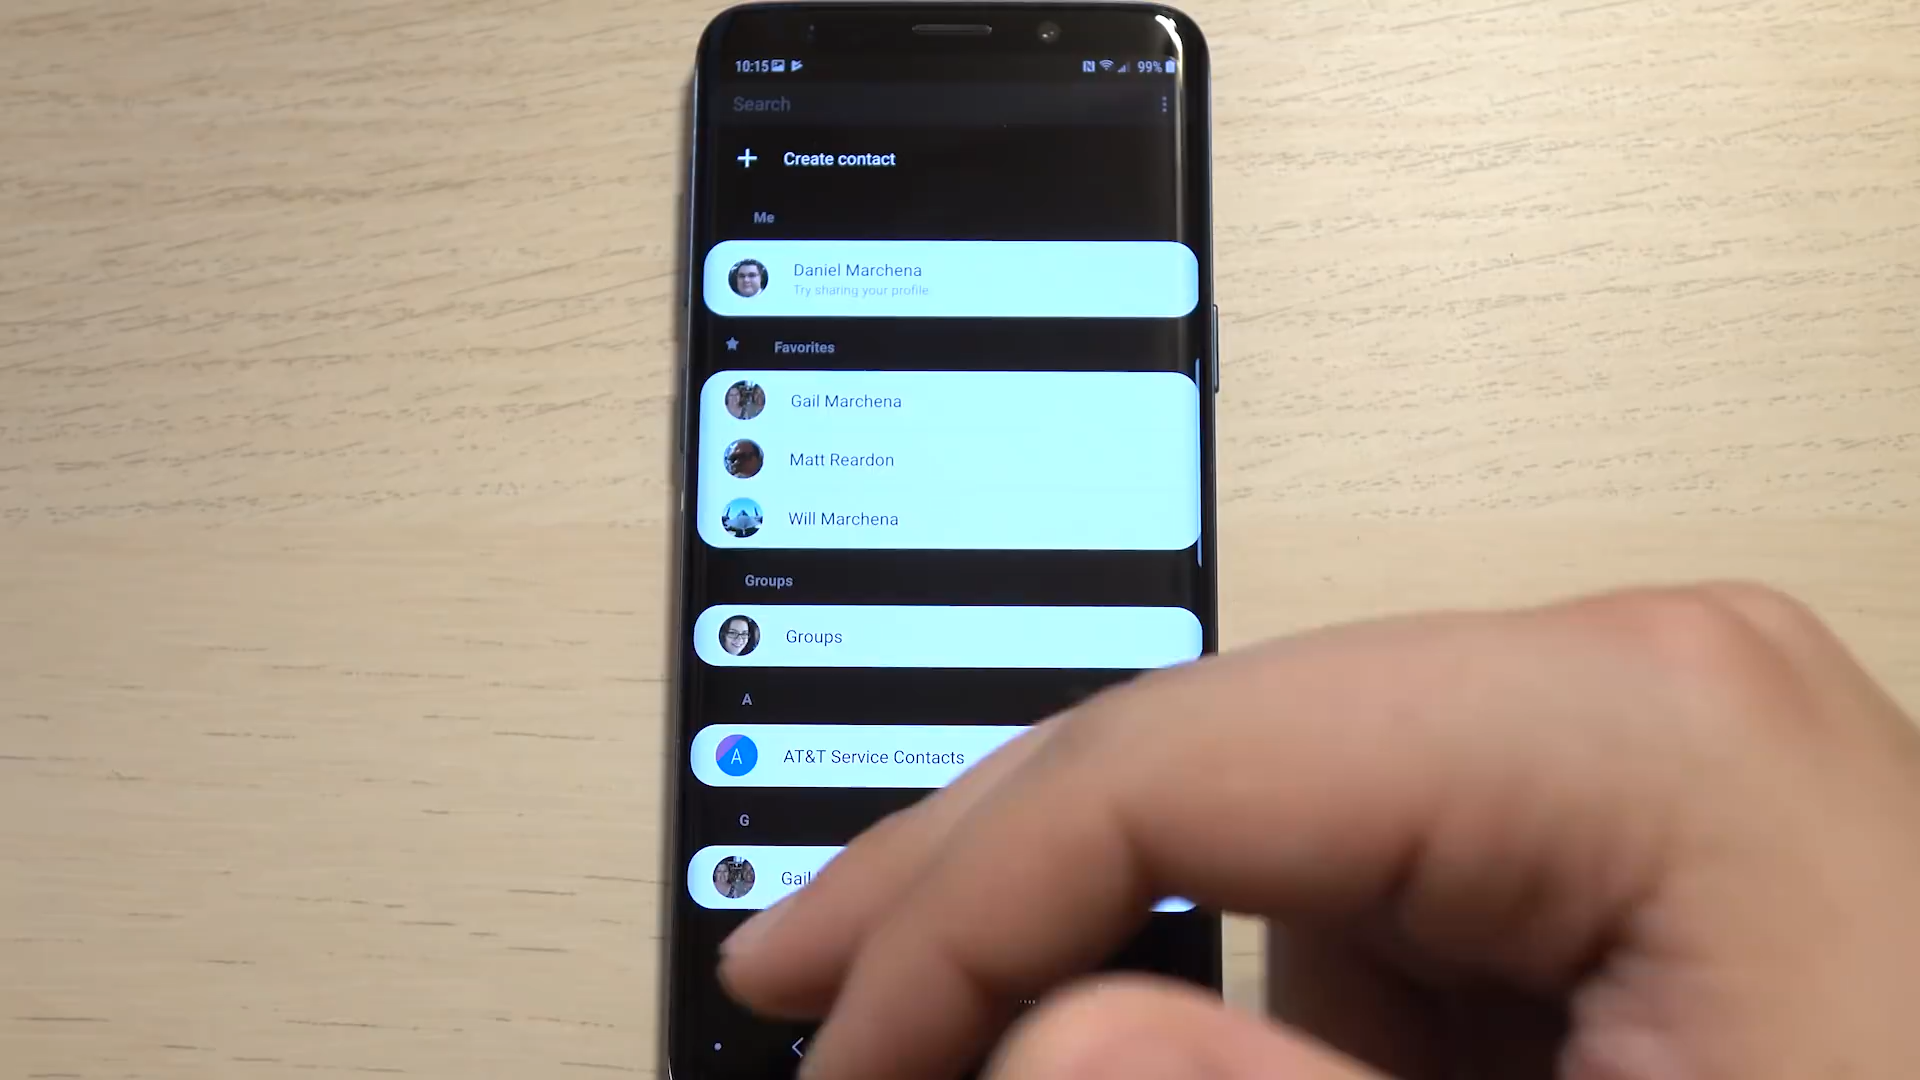 10:15
99%
Search
Create contact
Me
Daniel Marchena
Try sharing your profile
Favorites
Gail Marchena
Matt Reardon
Will Marchena
Groups
Groups
A
A
AT&T Service Contacts
G
Gail